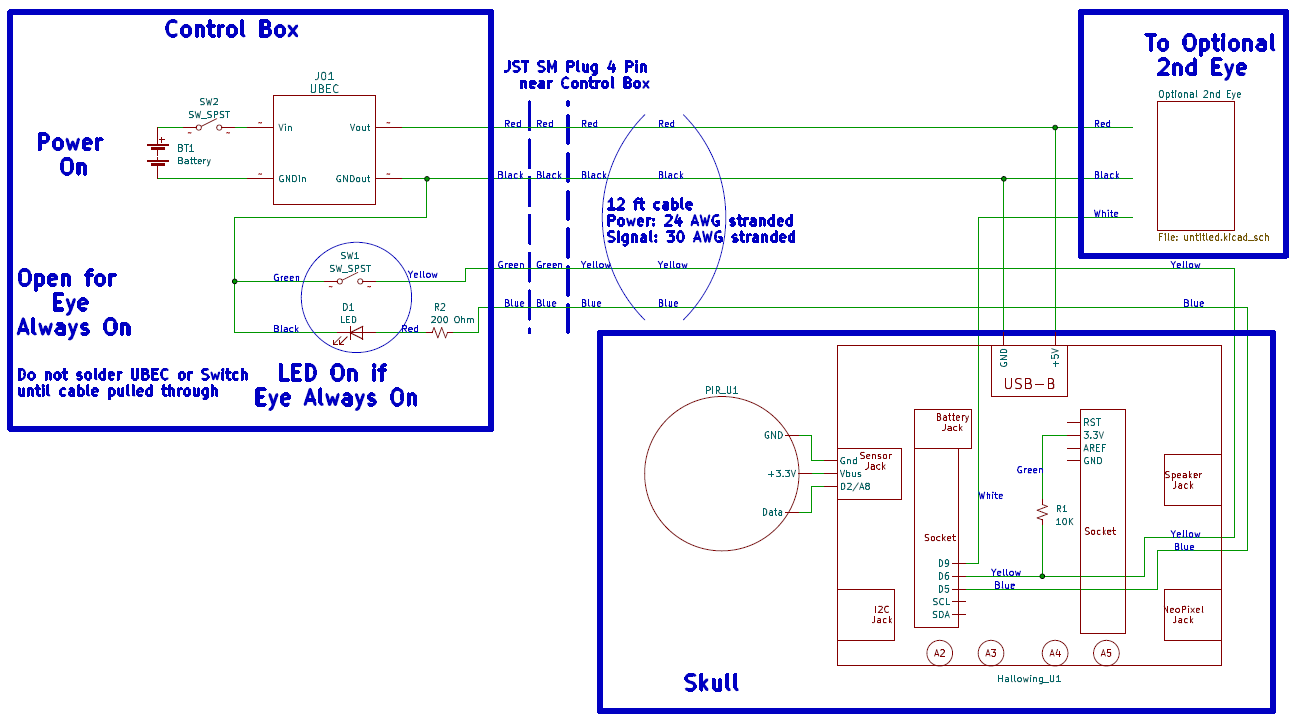 Control Box
JO1
UBEC
SW2
SW_SPST
~ ~ ~ Vin Vout ~
Power
On
+
BT1
Battery
~ GNDin GNDout ~
JST SM Plug 4 Pin
near Control Box
Red Red Red Red
Black Black Black Black
12 ft cable
Power: 24 AWG stranded
Signal: 30 AWG stranded
Green Green Yellow Yellow Yellow
Blue Blue Blue Blue Blue
To Optional
2nd Eye
Optional 2nd Eye
Red
Black
White
File: untitled.kicad_sch
Open for
Eye
Always On
SW1
SW_SPST
Green ~ ~ Yellow
D1
LED
Black Red
R2
200 Ohm
Do not solder UBEC or Switch
until cable pulled through
LED On if
Eye Always On
GND +5V
USB-B
PIR_U1
GND
+3.3V
Data
Sensor
Jack
Gnd
Vbus
D2/A8
Battery
Jack
RST
3.3V
AREF
GND
Green
White
R1
10K
Speaker
Jack
Socket
Socket
Yellow
Blue
D9
D6 Yellow
D5 Blue
SCL
SDA
I2C
Jack
NeoPixel
Jack
A2 A3 A4 A5
Hallowing_U1
Skull